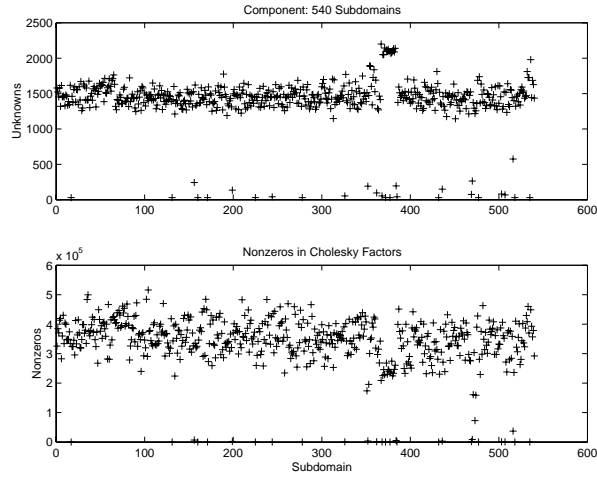 Component: 540 Subdomains
2500
2000
1500
1000
500
0
Unknowns
0 100 200 300 400 500 600
Nonzeros in Cholesky Factors
x 10^5
6
5
4
3
2
1
0
Nonzeros
0 100 200 300 400 500 600
Subdomain